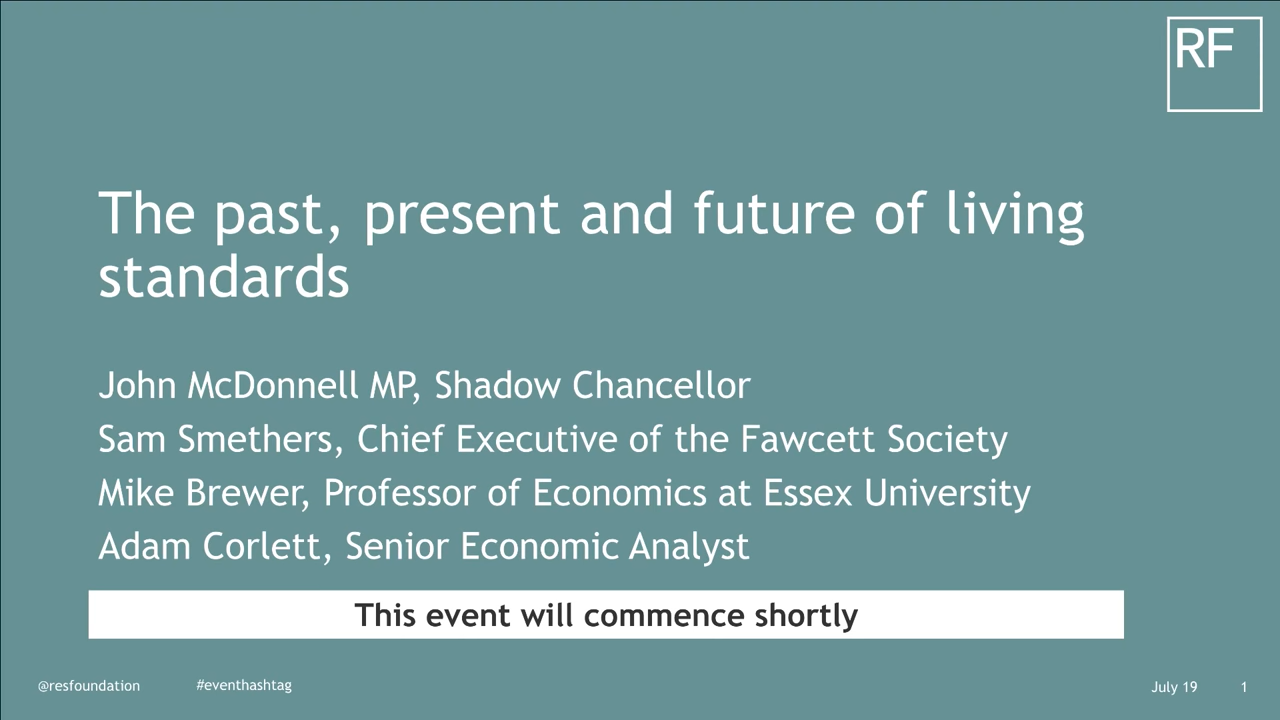 RF
The past, present and future of living
standards
John McDonnell MP, Shadow Chancellor
Sam Smethers, Chief Executive of the Fawcett Society
Mike Brewer, Professor of Economics at Essex University
Adam Corlett, Senior Economic Analyst
This event will commence shortly
@resfoundation #eventhashtag July 19 1